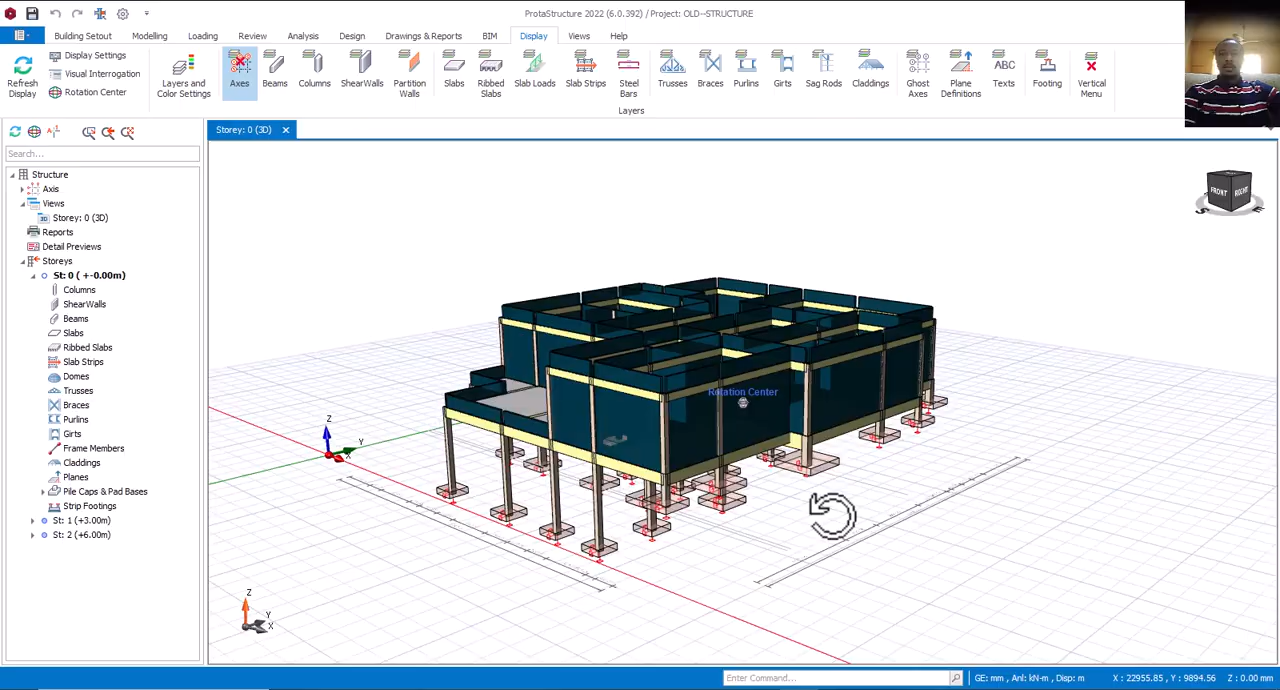 ProtaStructure 2022 (6.0.392) / Project: OLD--STRUCTURE
Building Setout Modelling Loading Review Analysis Design Drawings & Reports BIM Display Views Help
Refresh Display
Display Settings
Visual Interrogation
Rotation Center
Layers and Color Settings
Axes
Beams
Columns
ShearWalls
Partition Walls
Slabs
Ribbed Slabs
Slab Loads
Slab Strips
Steel Bars
Trusses
Braces
Purlins
Girts
Sag Rods
Claddings
Ghost Axes
Plane Definitions
ABC
Texts
Footing
Vertical Menu
Layers
Storey: 0 (3D)
Search...
Structure
Axis
Views
3D Storey: 0 (3D)
Reports
Detail Previews
Storeys
St: 0 ( +-0.00m)
Columns
ShearWalls
Beams
Slabs
Ribbed Slabs
Slab Strips
Domes
Trusses
Braces
Purlins
Girts
Frame Members
Claddings
Planes
Pile Caps & Pad Bases
Strip Footings
St: 1 (+3.00m)
St: 2 (+6.00m)
FRONT RIGHT
S E
Rotation Center
Z
Y
X
Z
Y
X
Enter Command...
GE: mm , Anl: kN-m , Disp: m
X : 22955.85 , Y : 9894.56 Z : 0.00 mm